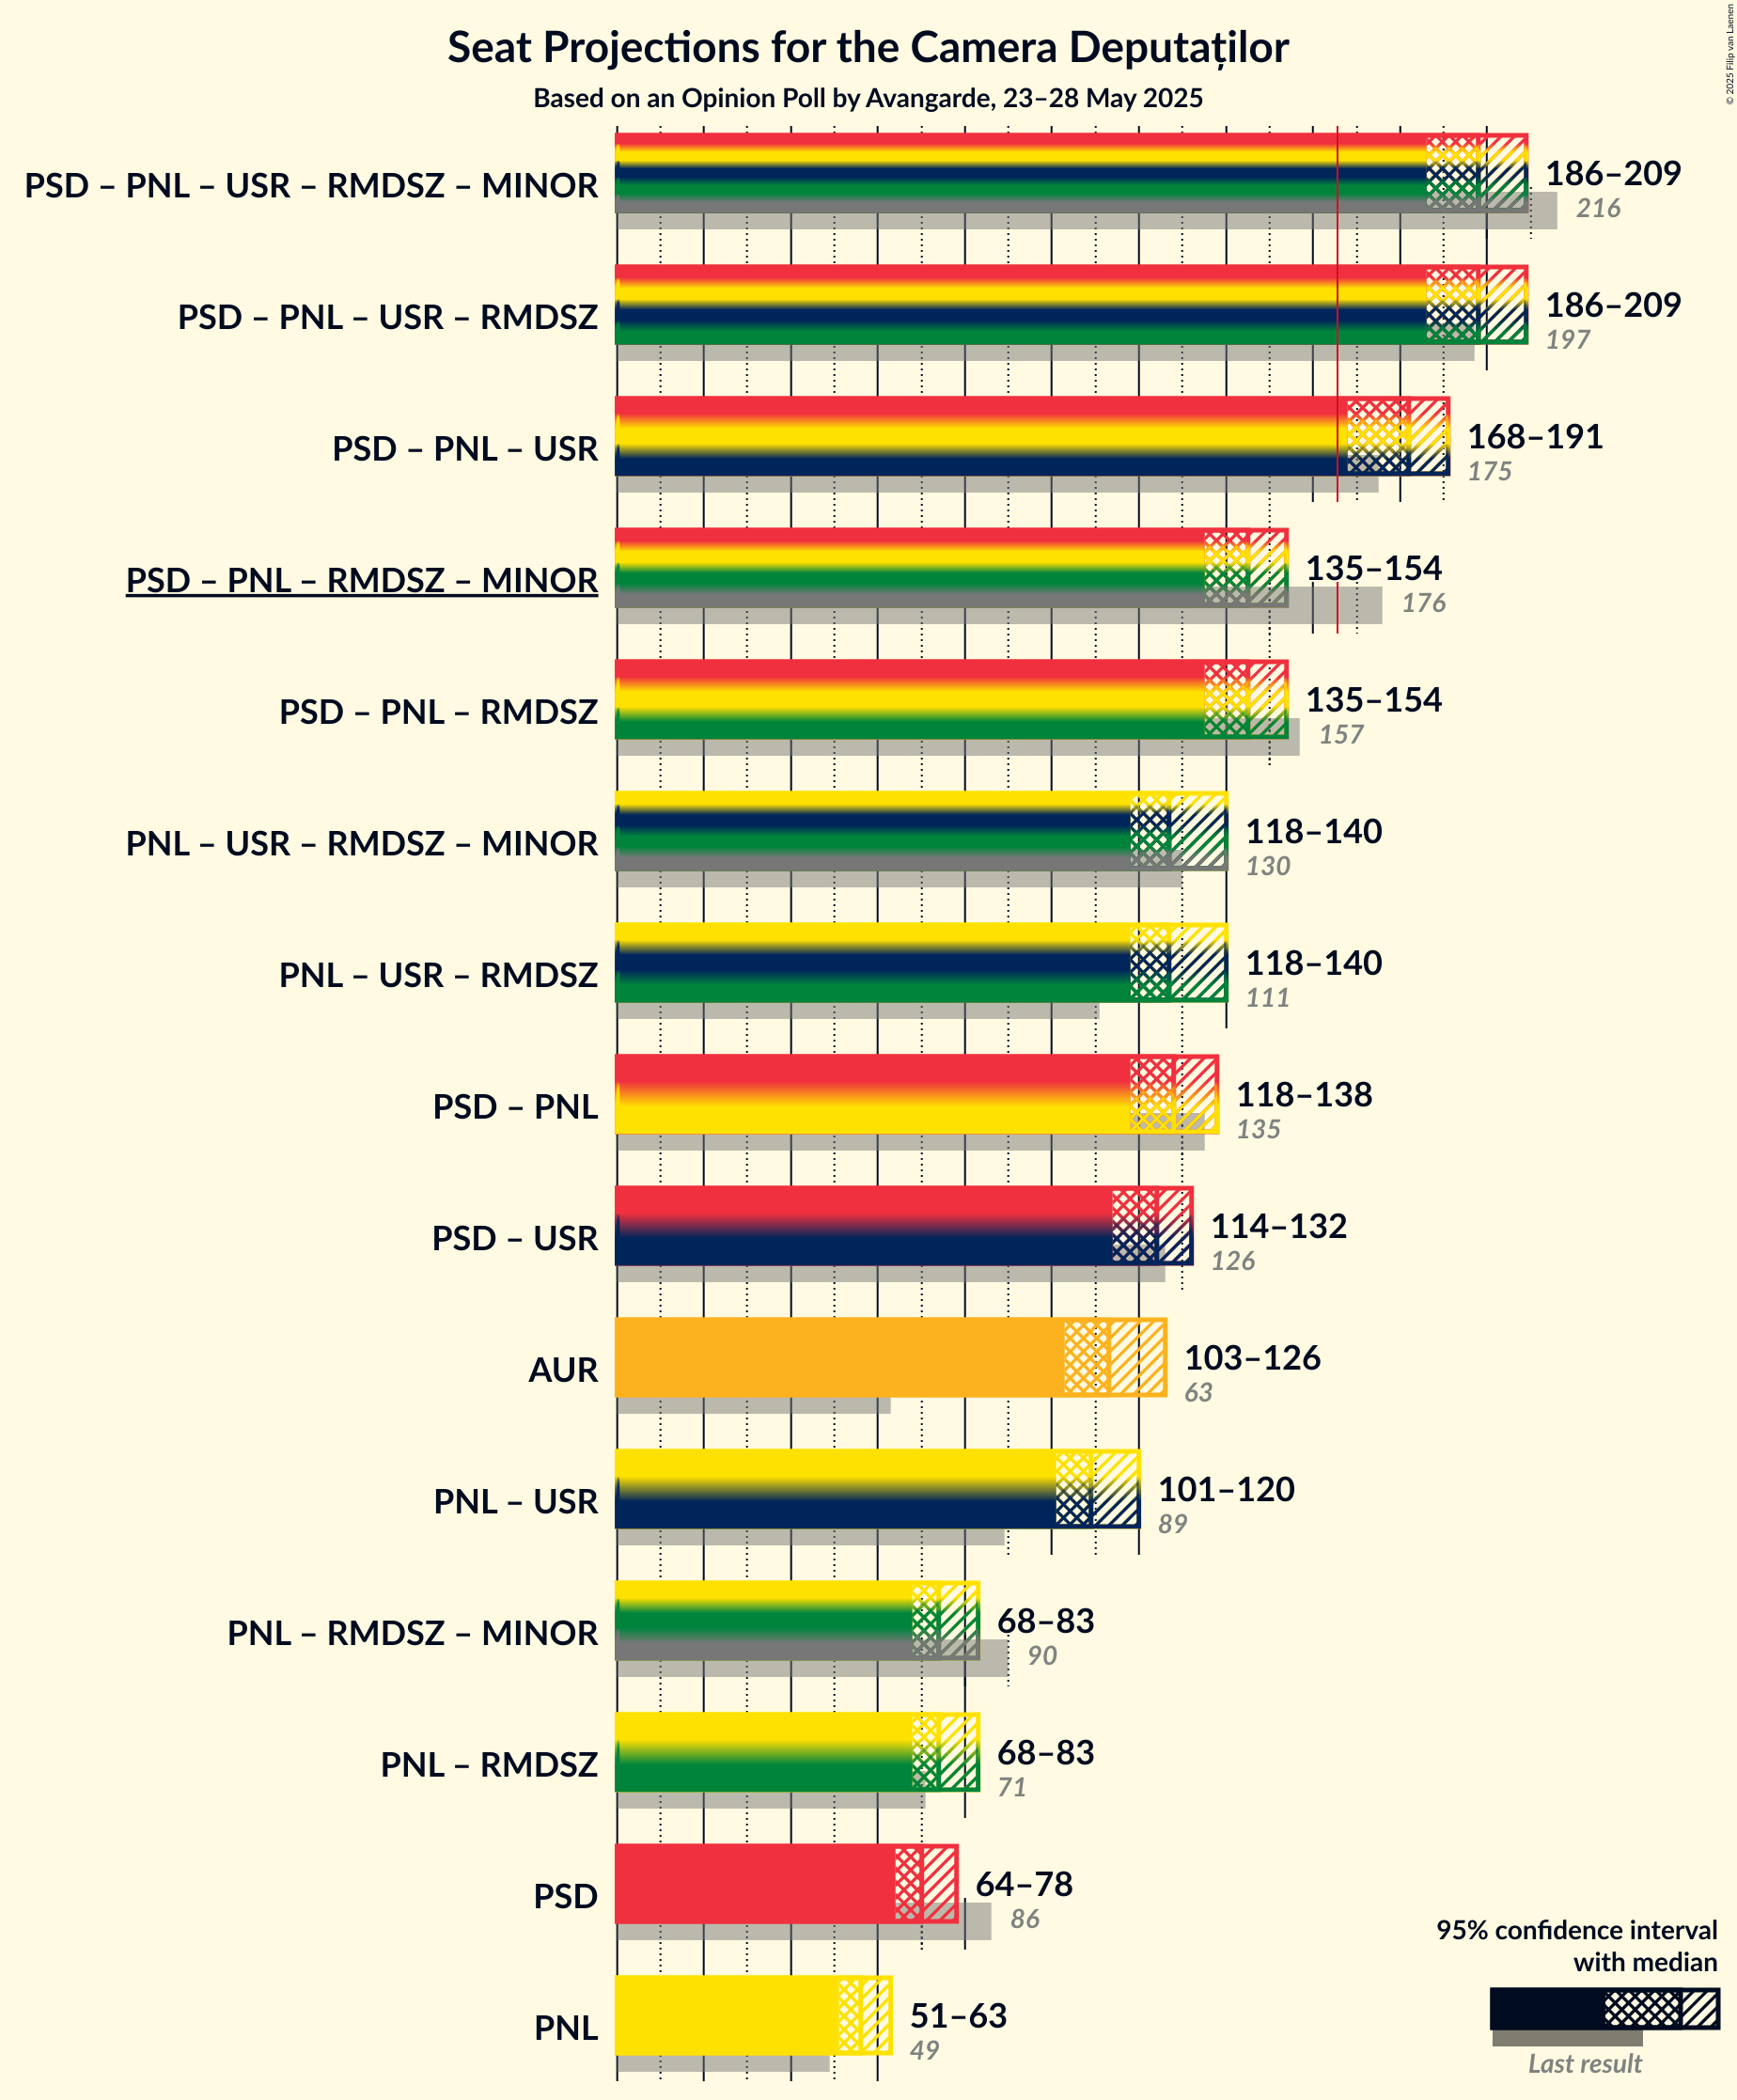 Seat Projections for the Camera Deputaților
Based on an Opinion Poll by Avangarde, 23–28 May 2025
© 2025 Filip van Laenen
PSD – PNL – USR – RMDSZ – MINOR
186–209
216
PSD – PNL – USR – RMDSZ
186–209
197
PSD – PNL – USR
168–191
175
PSD – PNL – RMDSZ – MINOR
135–154
176
PSD – PNL – RMDSZ
135–154
157
PNL – USR – RMDSZ – MINOR
118–140
130
PNL – USR – RMDSZ
118–140
111
PSD – PNL
118–138
135
PSD – USR
114–132
126
AUR
103–126
63
PNL – USR
101–120
89
PNL – RMDSZ – MINOR
68–83
90
PNL – RMDSZ
68–83
71
PSD
64–78
86
PNL
51–63
49
95% confidence interval
with median
Last result